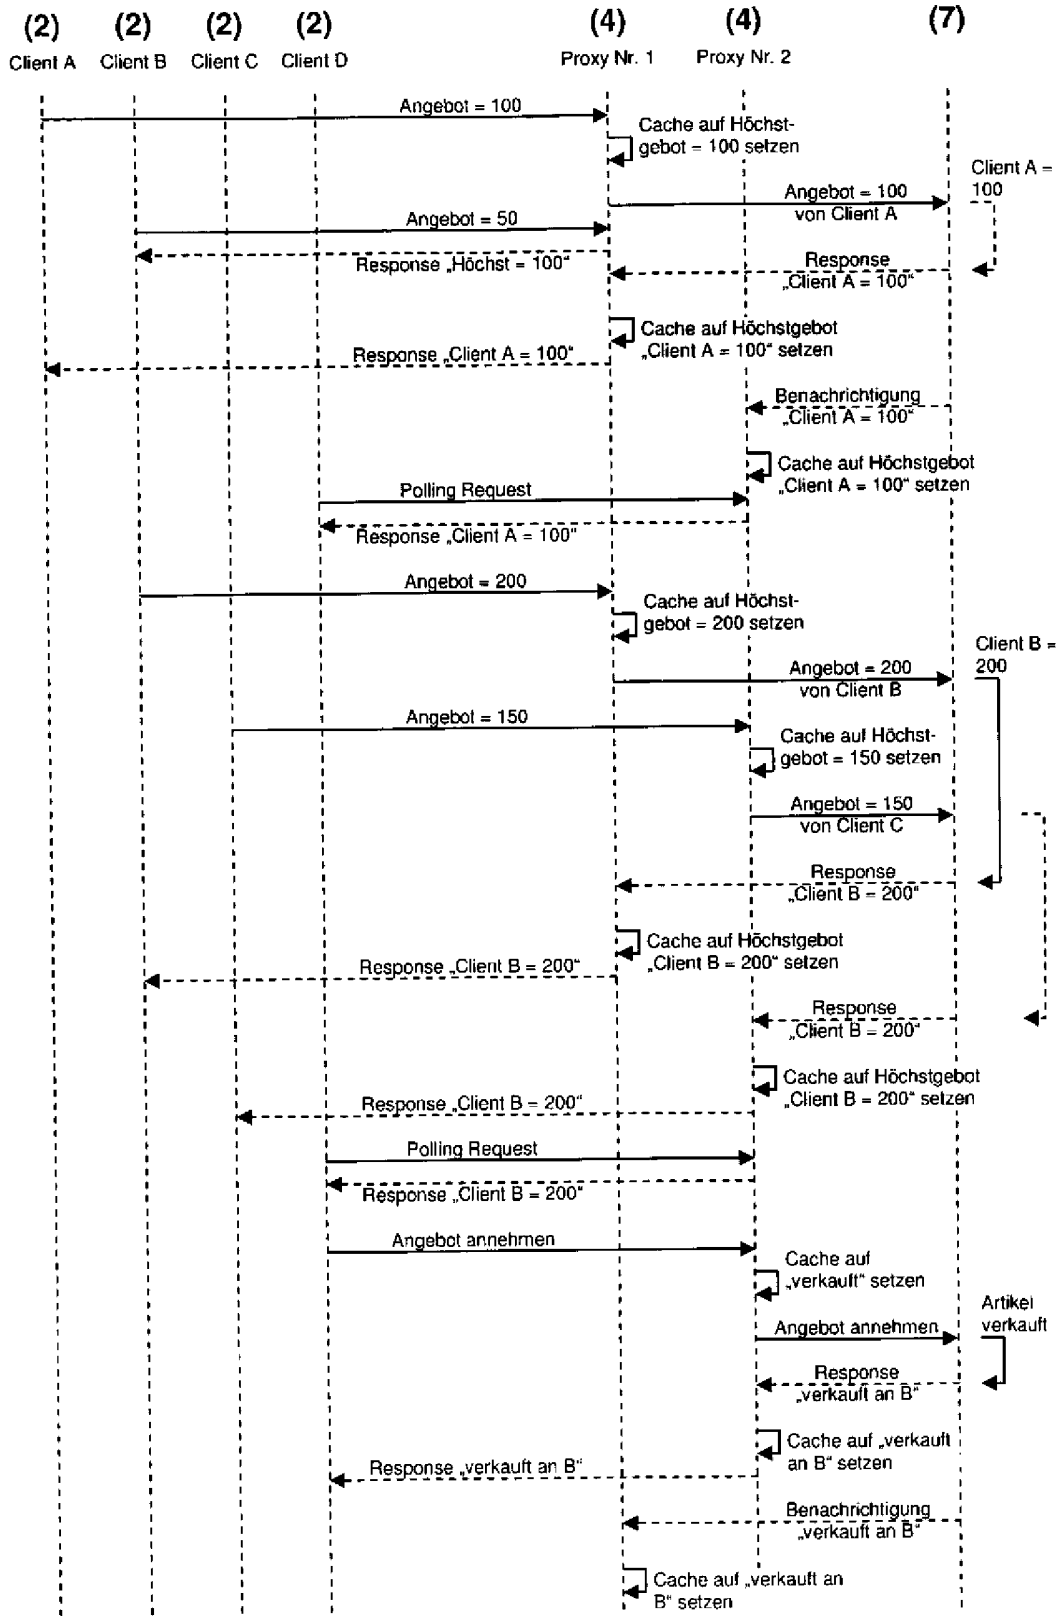 (2) (2) (2) (2) (4) (4) (7)
Client A Client B Client C Client D Proxy Nr. 1 Proxy Nr. 2
Angebot = 100
Cache auf Höchst-
gebot = 100 setzen
Client A =
100
Angebot = 100
von Client A
Angebot = 50
Response „Höchst = 100“
Response
„Client A = 100“
Cache auf Höchstgebot
„Client A = 100“ setzen
Response „Client A = 100“
Benachrichtigung
„Client A = 100“
Cache auf Höchstgebot
„Client A = 100“ setzen
Polling Request
Response „Client A = 100“
Angebot = 200
Cache auf Höchst-
gebot = 200 setzen
Client B =
200
Angebot = 200
von Client B
Angebot = 150
Cache auf Höchst-
gebot = 150 setzen
Angebot = 150
von Client C
Response
„Client B = 200“
Cache auf Höchstgebot
„Client B = 200“ setzen
Response „Client B = 200“
Response
„Client B = 200“
Cache auf Höchstgebot
„Client B = 200“ setzen
Response „Client B = 200“
Polling Request
Response „Client B = 200“
Angebot annehmen
Cache auf
„verkauft“ setzen
Artikel
verkauft
Angebot annehmen
Response
„verkauft an B“
Cache auf „verkauft
an B“ setzen
Response „verkauft an B“
Benachrichtigung
„verkauft an B“
Cache auf „verkauft an
B“ setzen